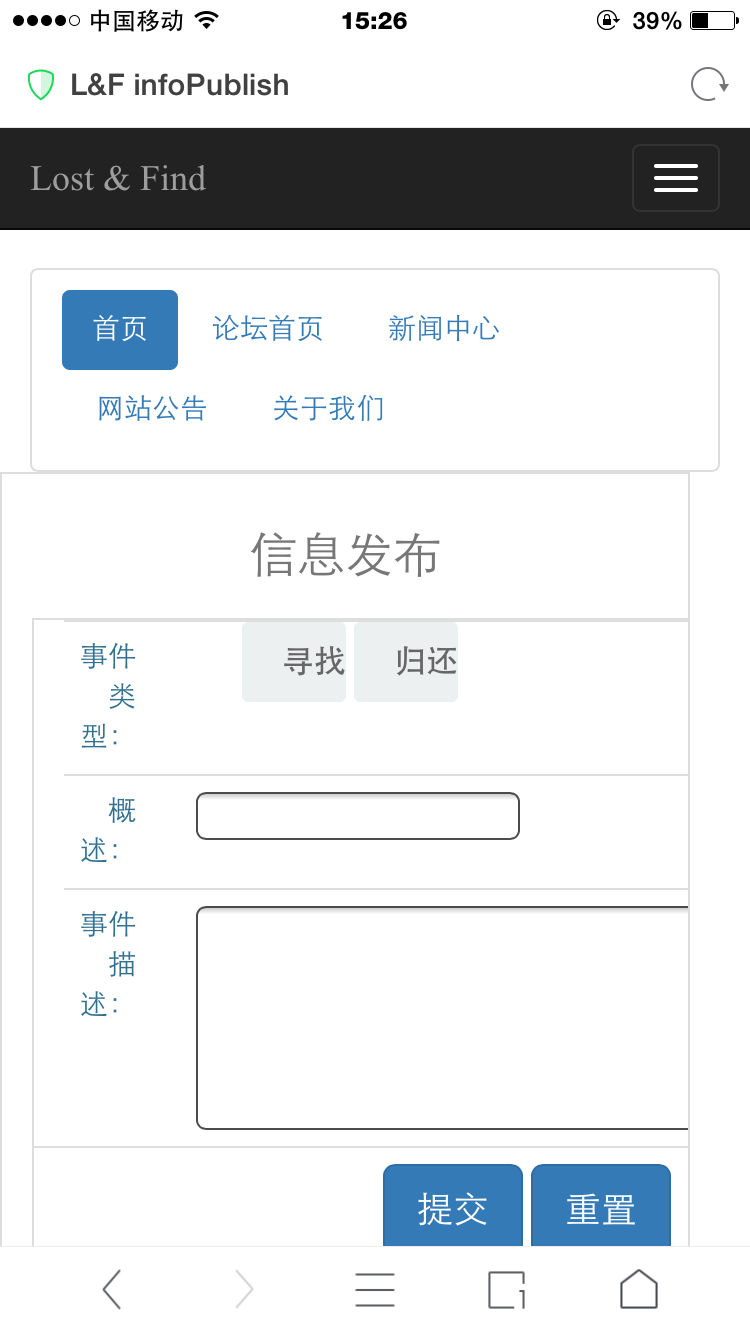 中国移动 15:26 39%
L&F infoPublish
Lost & Find
首页 论坛首页 新闻中心
网站公告 关于我们
信息发布
事件
类
型：
寻找 归还
概
述：
事件
描
述：
提交 重置
1